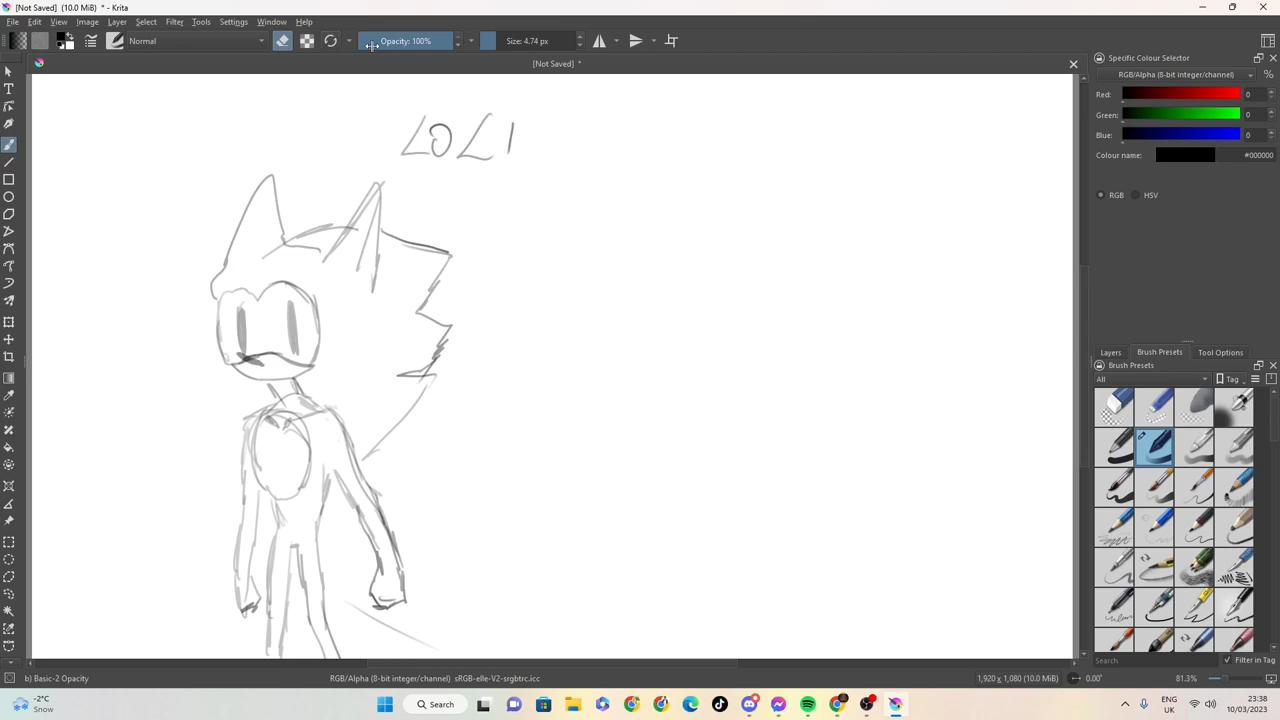 [Not Saved] (10.0 MiB) * - Krita
File Edit View Image Layer Select Filter Tools Settings Window Help
Normal Opacity: 100% Size: 4.74 px
[Not Saved] *
Specific Colour Selector
RGB/Alpha (8-bit integer/channel) %
Red: 0
Green: 0
Blue: 0
Colour name: #000000
RGB HSV
LOLI
Layers Brush Presets Tool Options
Brush Presets
All Tag
Search Filter in Tag
b) Basic-2 Opacity RGB/Alpha (8-bit integer/channel) sRGB-elle-V2-srgbtrc.icc 1,920 x 1,080 (10.0 MiB) 0.00° 81.3%
-2°C
Snow
Search
ENG
UK
23:38
10/03/2023